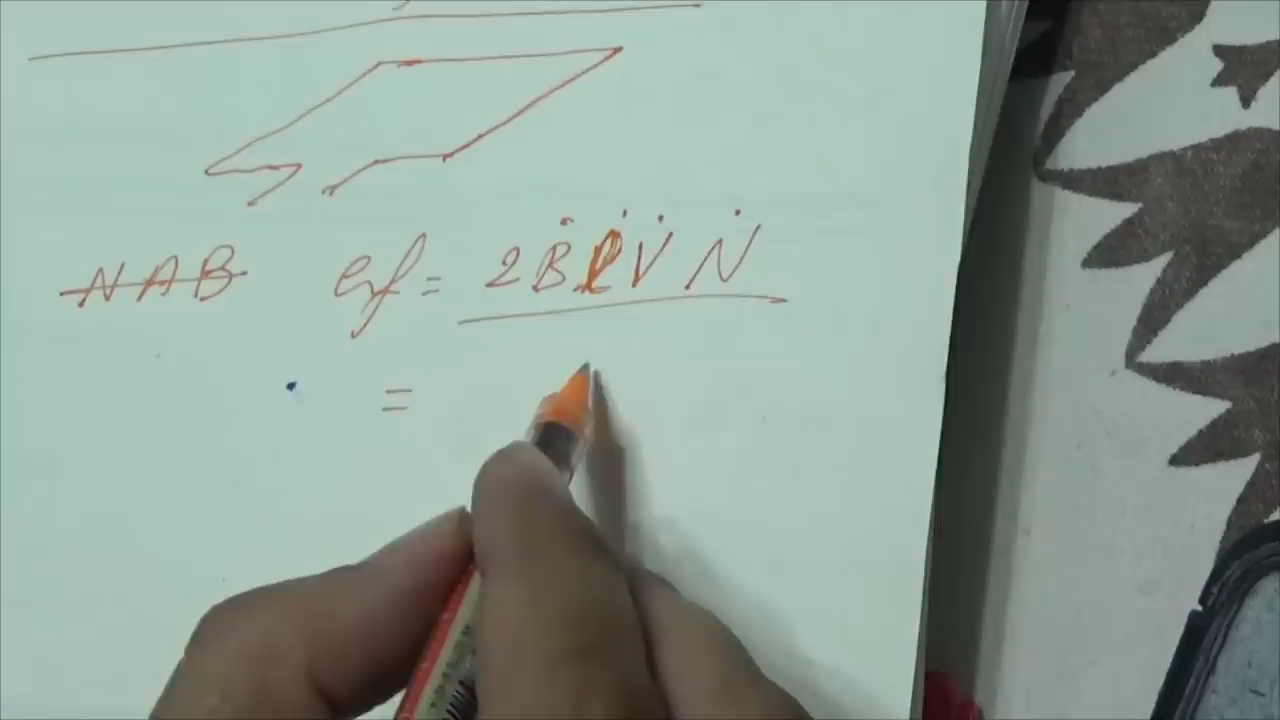 NAB ef = 2BlVN
=